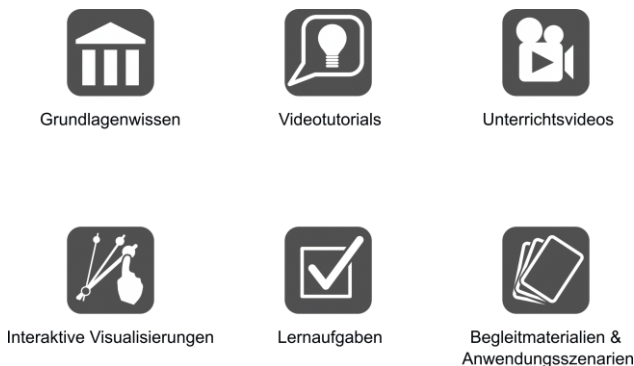 Grundlagenwissen
Videotutorials
Unterrichtsvideos
Interaktive Visualisierungen
Lernaufgaben
Begleitmaterialien &
Anwendungsszenarien